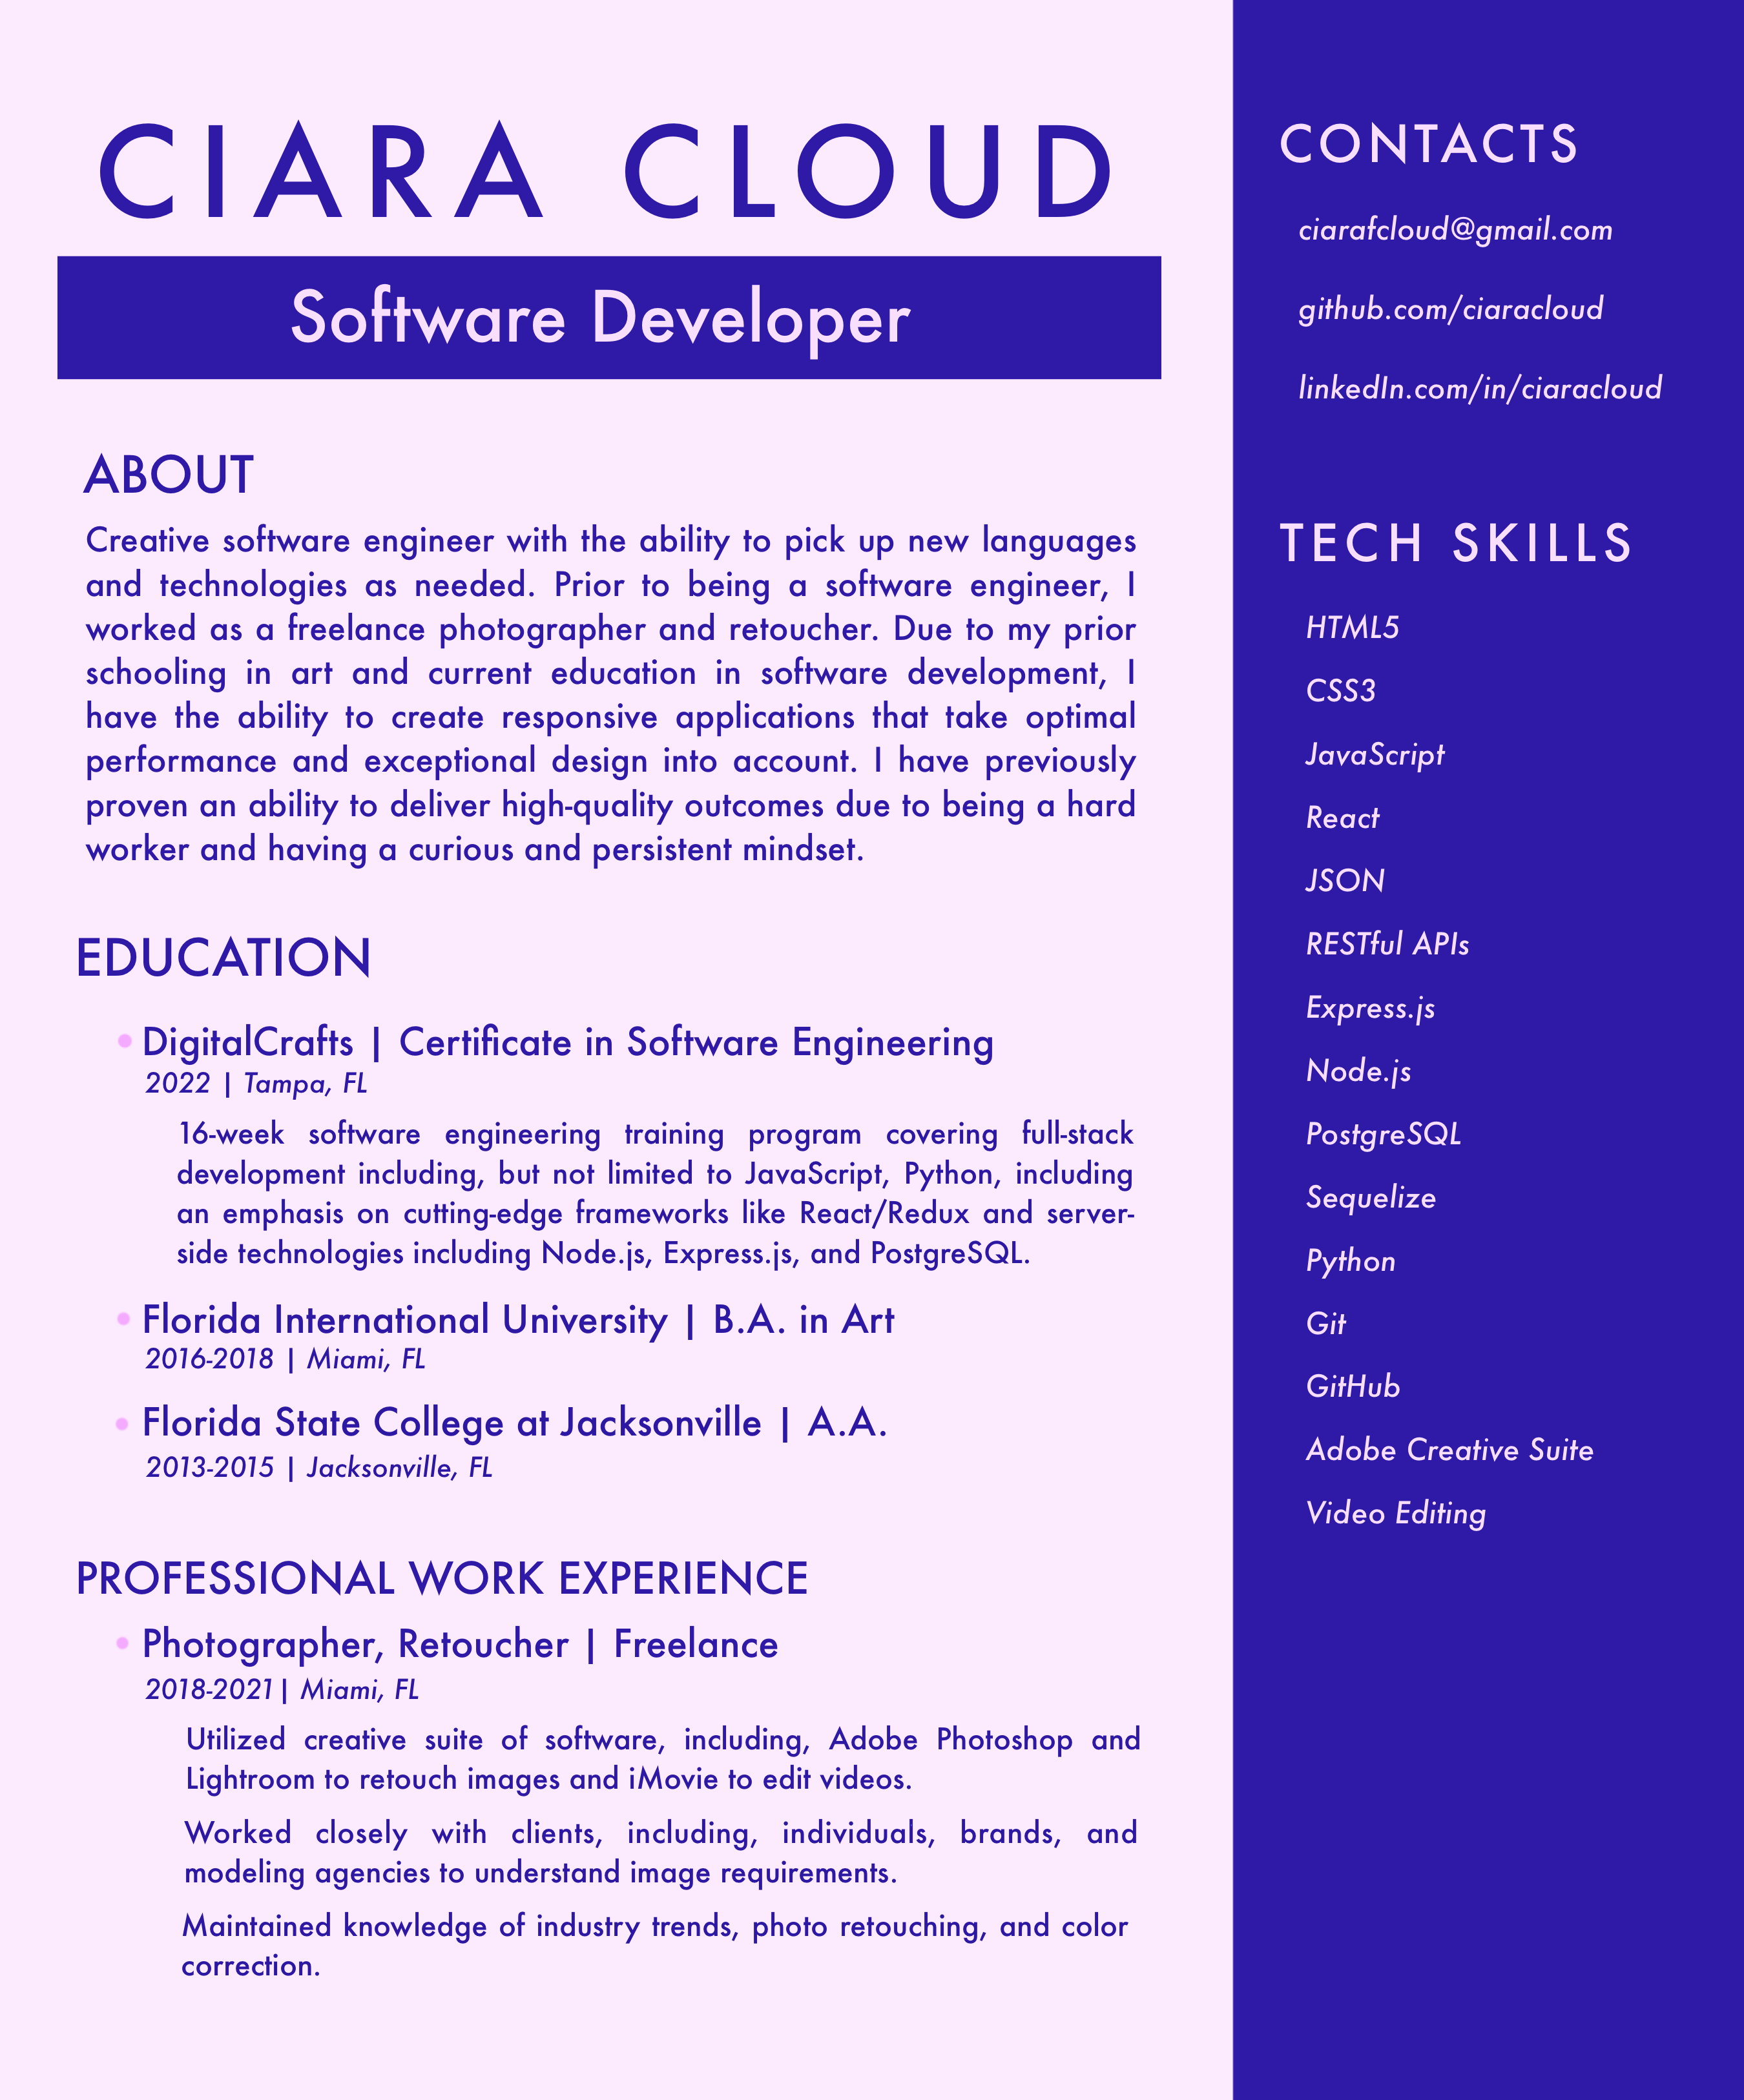 CIARA CLOUD
Software Developer
ABOUT
Creative software engineer with the ability to pick up new languages
and technologies as needed. Prior to being a software engineer, I
worked as a freelance photographer and retoucher. Due to my prior
schooling in art and current education in software development, I
have the ability to create responsive applications that take optimal
performance and exceptional design into account. I have previously
proven an ability to deliver high-quality outcomes due to being a hard
worker and having a curious and persistent mindset.
EDUCATION
DigitalCrafts | Certificate in Software Engineering
2022 | Tampa, FL
16-week software engineering training program covering full-stack
development including, but not limited to JavaScript, Python, including
an emphasis on cutting-edge frameworks like React/Redux and server-
side technologies including Node.js, Express.js, and PostgreSQL.
Florida International University | B.A. in Art
2016-2018 | Miami, FL
Florida State College at Jacksonville | A.A.
2013-2015 | Jacksonville, FL
PROFESSIONAL WORK EXPERIENCE
Photographer, Retoucher | Freelance
2018-2021| Miami, FL
Utilized creative suite of software, including, Adobe Photoshop and
Lightroom to retouch images and iMovie to edit videos.
Worked closely with clients, including, individuals, brands, and
modeling agencies to understand image requirements.
Maintained knowledge of industry trends, photo retouching, and color
correction.
CONTACTS
ciarafcloud@gmail.com
github.com/ciaracloud
linkedIn.com/in/ciaracloud
TECH SKILLS
HTML5
CSS3
JavaScript
React
JSON
RESTful APIs
Express.js
Node.js
PostgreSQL
Sequelize
Python
Git
GitHub
Adobe Creative Suite
Video Editing